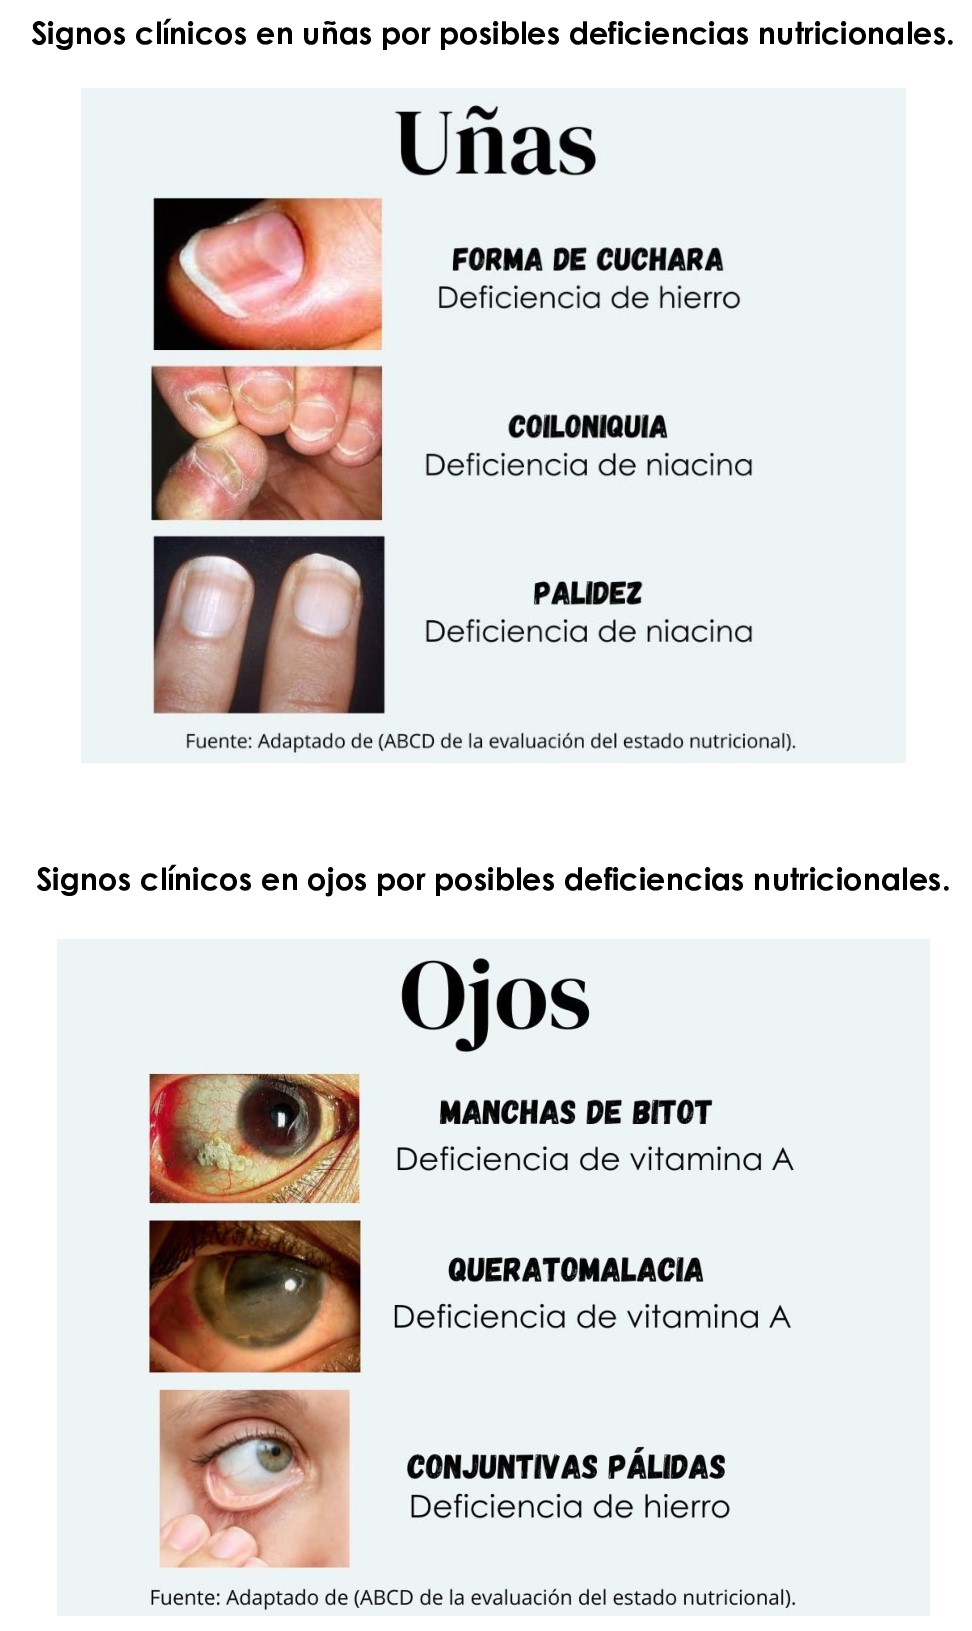 Signos clínicos en uñas por posibles deficiencias nutricionales.
Uñas
FORMA DE CUCHARA
Deficiencia de hierro
COILONIQUIA
Deficiencia de niacina
PALIDEZ
Deficiencia de niacina
Fuente: Adaptado de (ABCD de la evaluación del estado nutricional).
Signos clínicos en ojos por posibles deficiencias nutricionales.
Ojos
MANCHAS DE BITOT
Deficiencia de vitamina A
QUERATOMALACIA
Deficiencia de vitamina A
CONJUNTIVAS PÁLIDAS
Deficiencia de hierro
Fuente: Adaptado de (ABCD de la evaluación del estado nutricional).